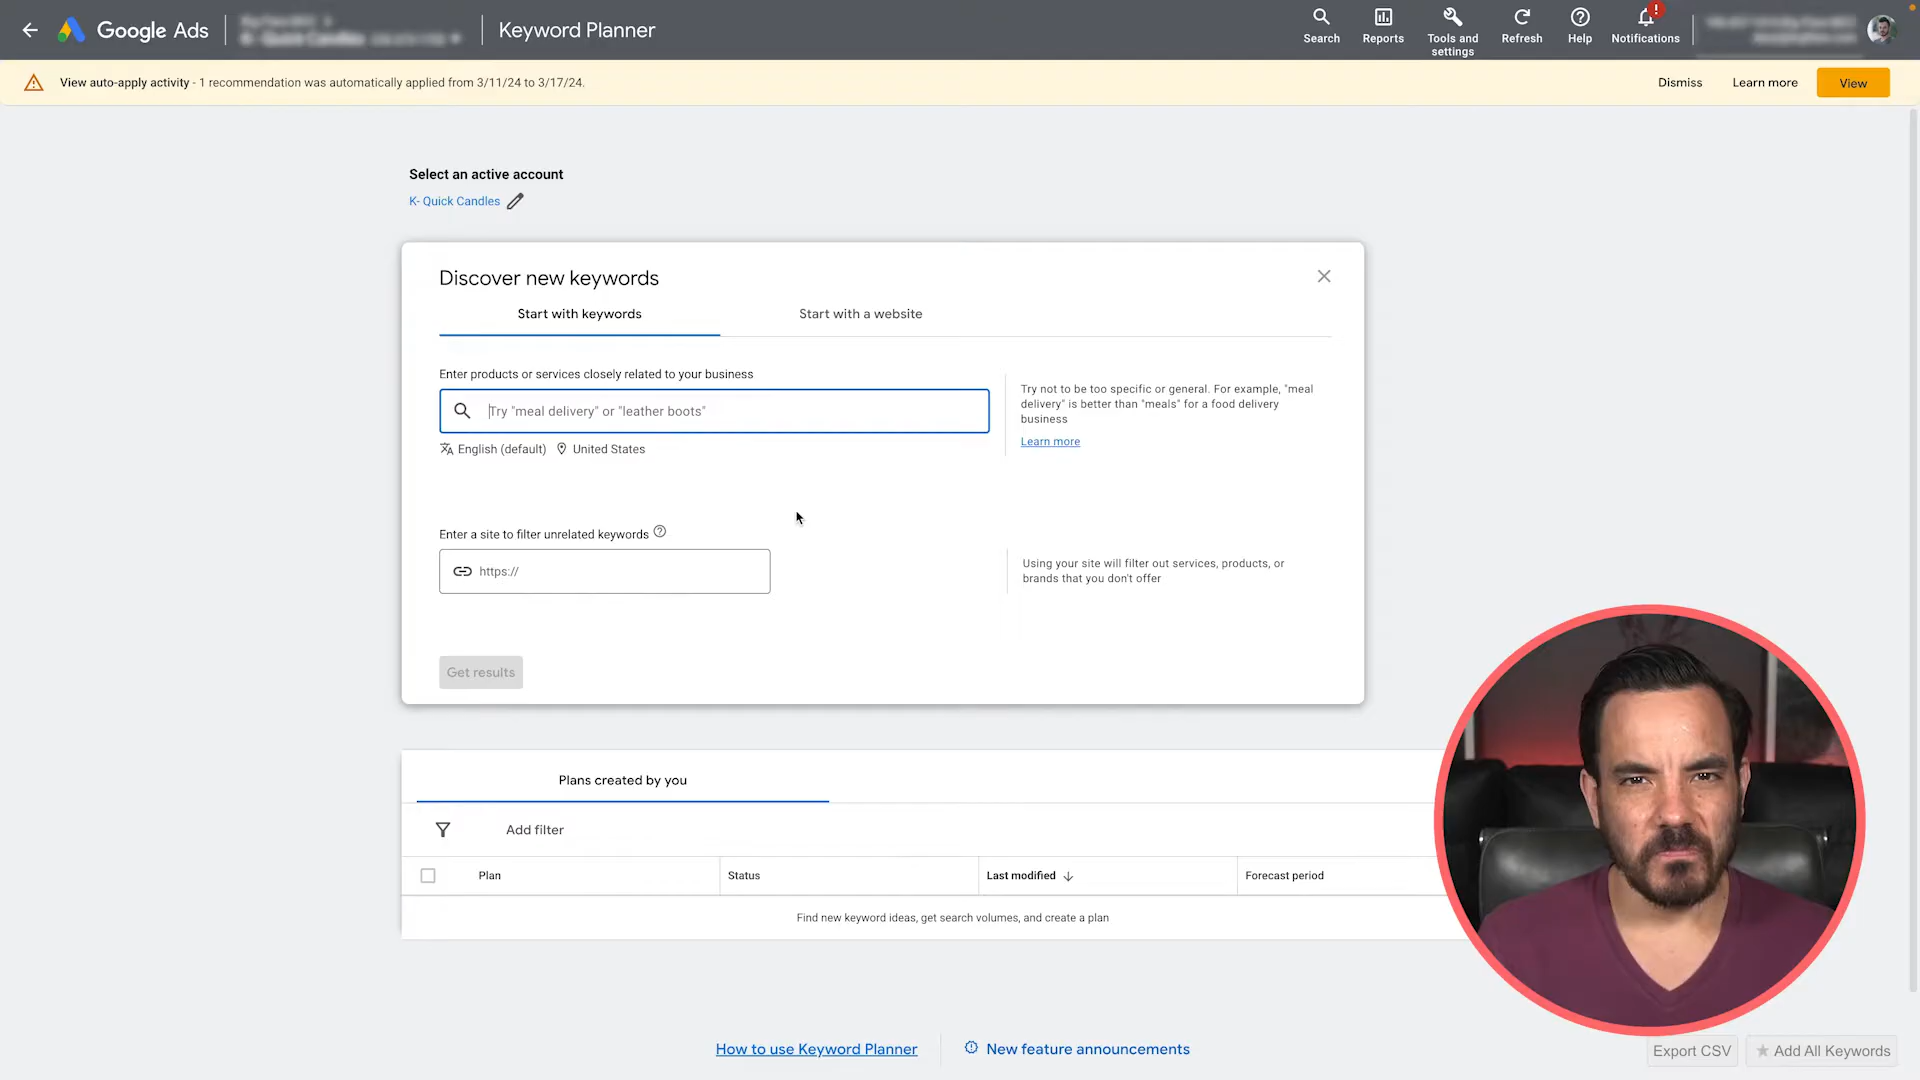 Google Ads
Keyword Planner
Search
Reports
Tools and
settings
Refresh
Help
!
Notifications
View auto-apply activity - 1 recommendation was automatically applied from 3/11/24 to 3/17/24.
Dismiss
Learn more
View
Select an active account
K- Quick Candles
Discover new keywords
Start with keywords
Start with a website
Enter products or services closely related to your business
Try "meal delivery" or "leather boots"
English (default)
United States
Try not to be too specific or general. For example, "meal
delivery" is better than "meals" for a food delivery
business
Learn more
Enter a site to filter unrelated keywords
https://
Using your site will filter out services, products, or
brands that you don't offer
Get results
Plans created by you
Add filter
Plan
Status
Last modified
Forecast period
Find new keyword ideas, get search volumes, and create a plan
How to use Keyword Planner
New feature announcements
Export CSV
Add All Keywords